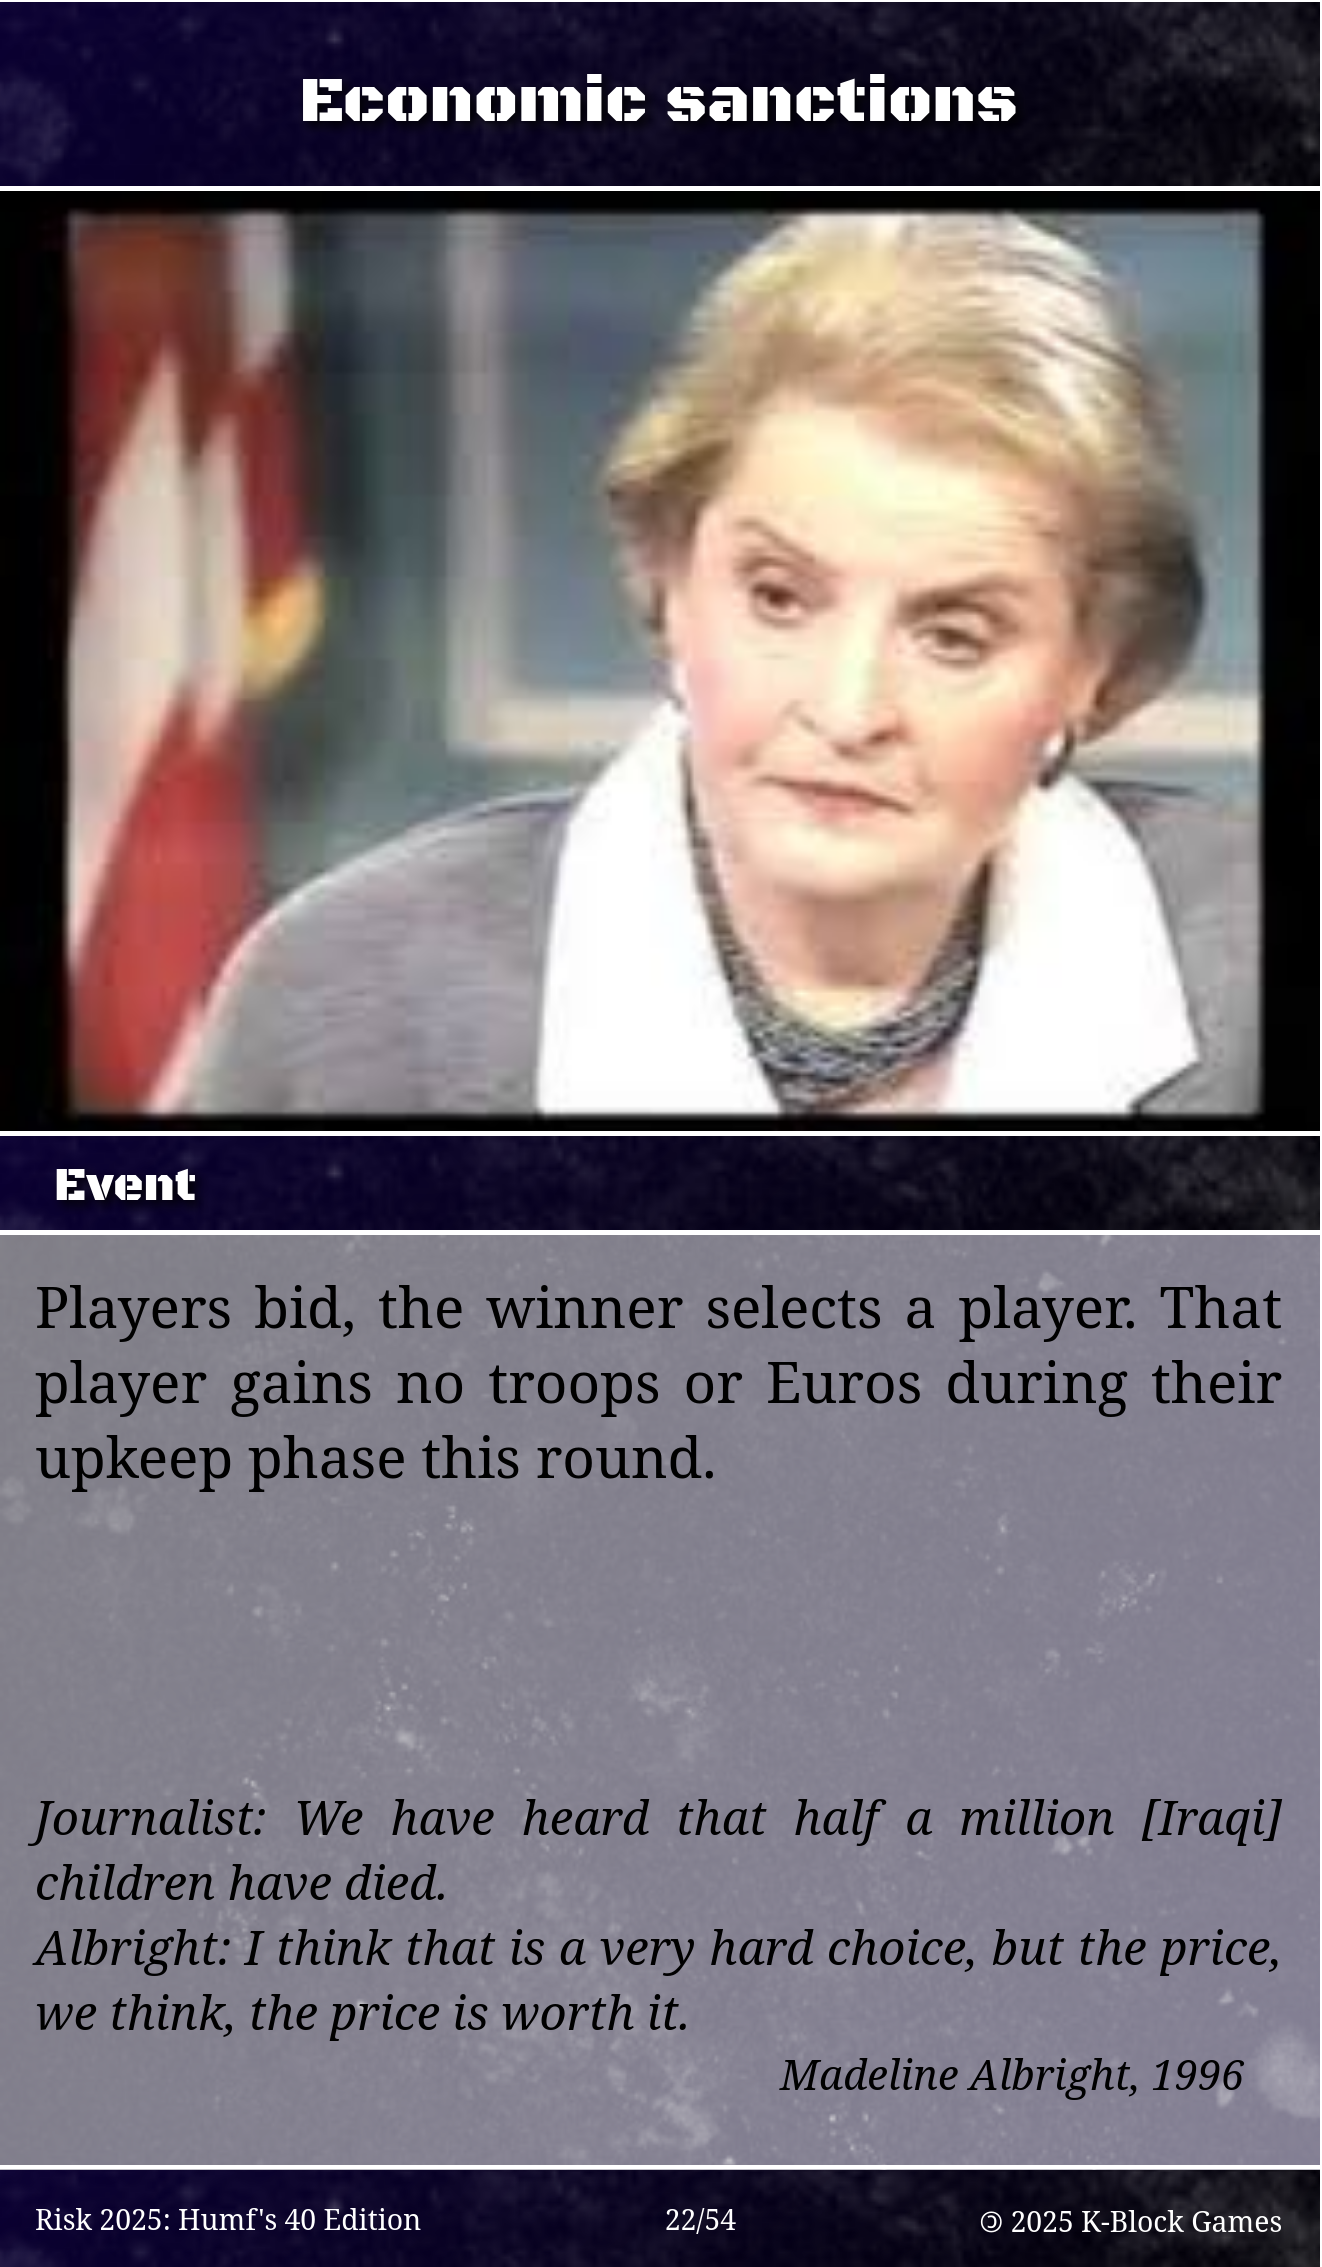 Economic sanctions
Event
Players bid, the winner selects a player. That
player gains no troops or Euros during their
upkeep phase this round.
Journalist: We have heard that half a million [Iraqi]
children have died.
Albright: I think that is a very hard choice, but the price,
we think, the price is worth it.
Madeline Albright, 1996
Risk 2025: Humf's 40 Edition
22/54
🄯 2025 K-Block Games